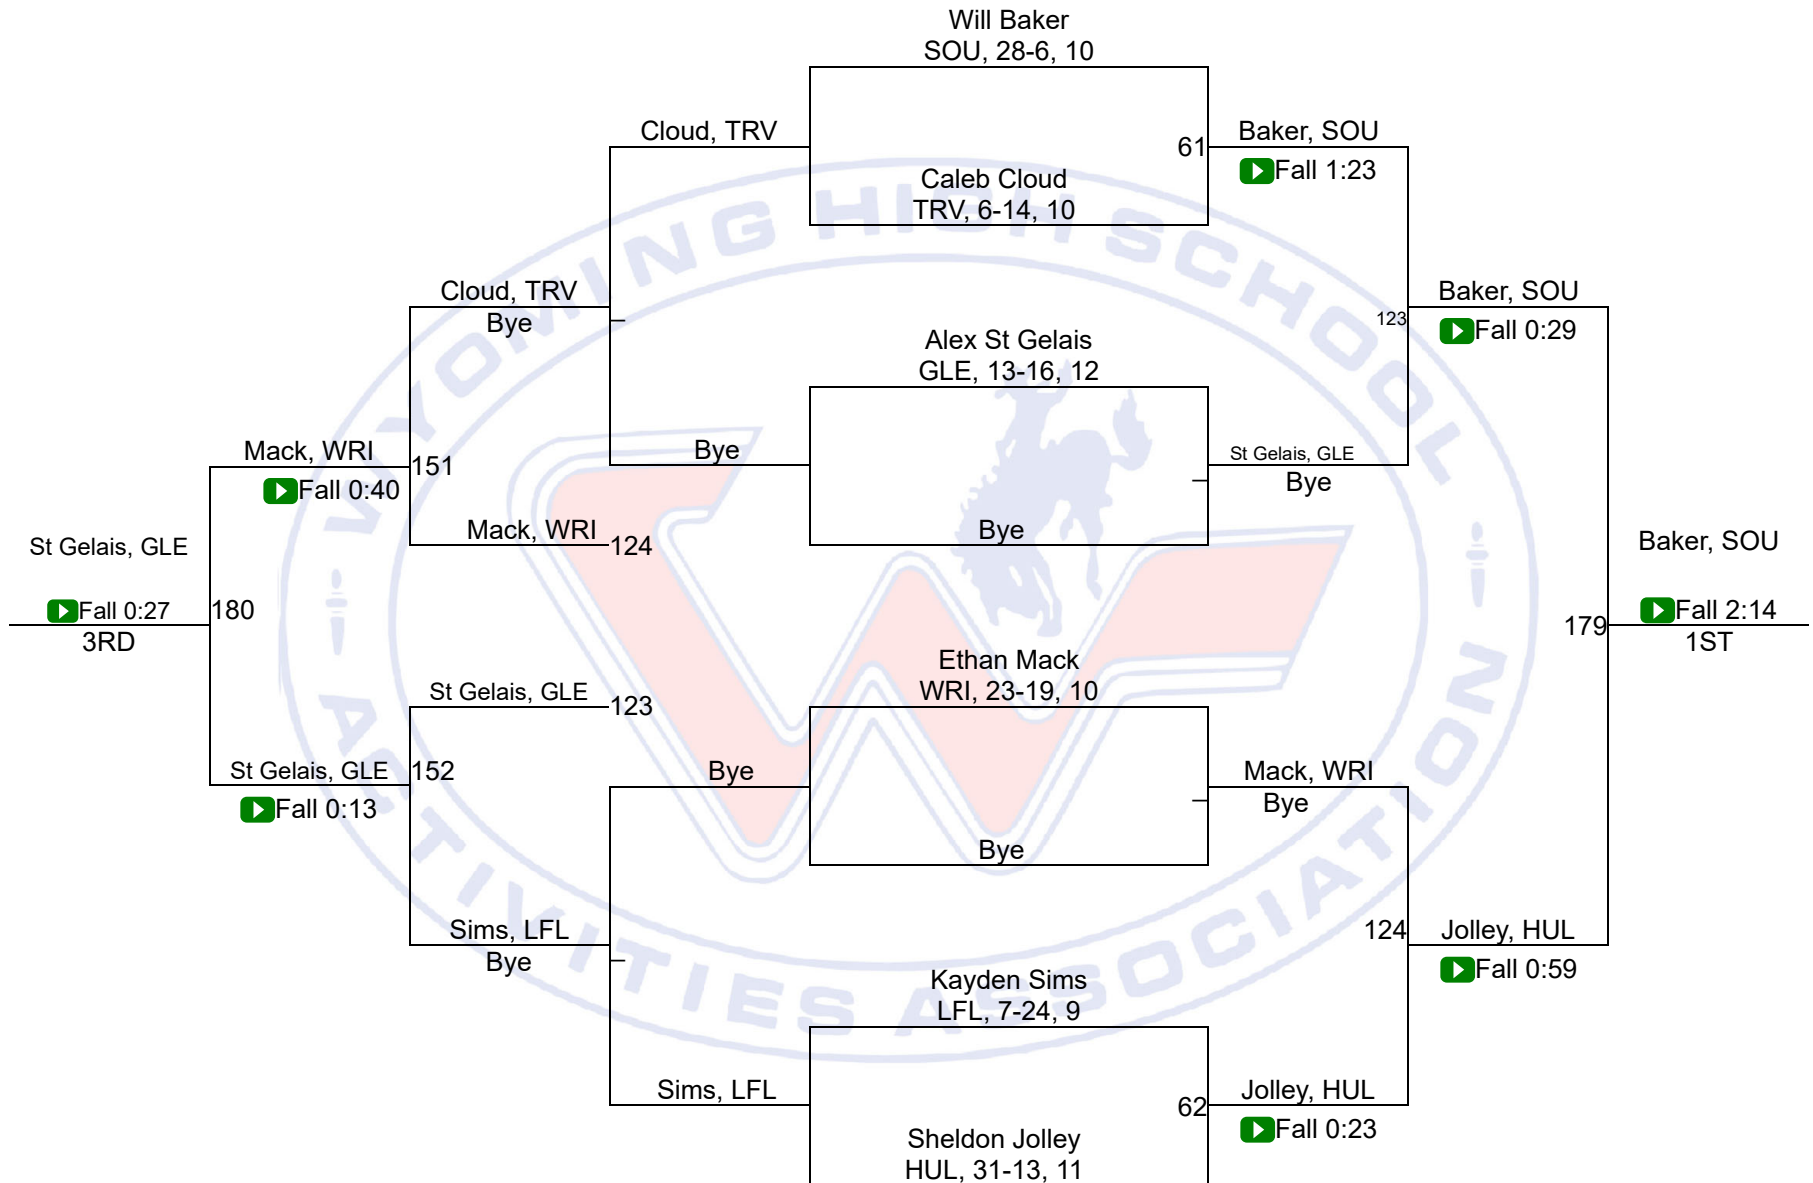 Will Baker
SOU, 28-6, 10
Cloud, TRV
61
Baker, SOU
Fall 1:23
Caleb Cloud
TRV, 6-14, 10
Cloud, TRV
Bye
123
Baker, SOU
Fall 0:29
Alex St Gelais
GLE, 13-16, 12
Mack, WRI
151
Fall 0:40
Bye
St Gelais, GLE
Bye
Mack, WRI
124
Bye
St Gelais, GLE
Fall 0:27
3RD
180
Baker, SOU
179
Fall 2:14
1ST
Ethan Mack
WRI, 23-19, 10
St Gelais, GLE
123
St Gelais, GLE
152
Fall 0:13
Bye
Mack, WRI
Bye
Bye
Sims, LFL
Bye
124
Jolley, HUL
Fall 0:59
Kayden Sims
LFL, 7-24, 9
Sims, LFL
62
Jolley, HUL
Fall 0:23
Sheldon Jolley
HUL, 31-13, 11
WYOMING HIGH SCHOOL
ACTIVITIES ASSOCIATION